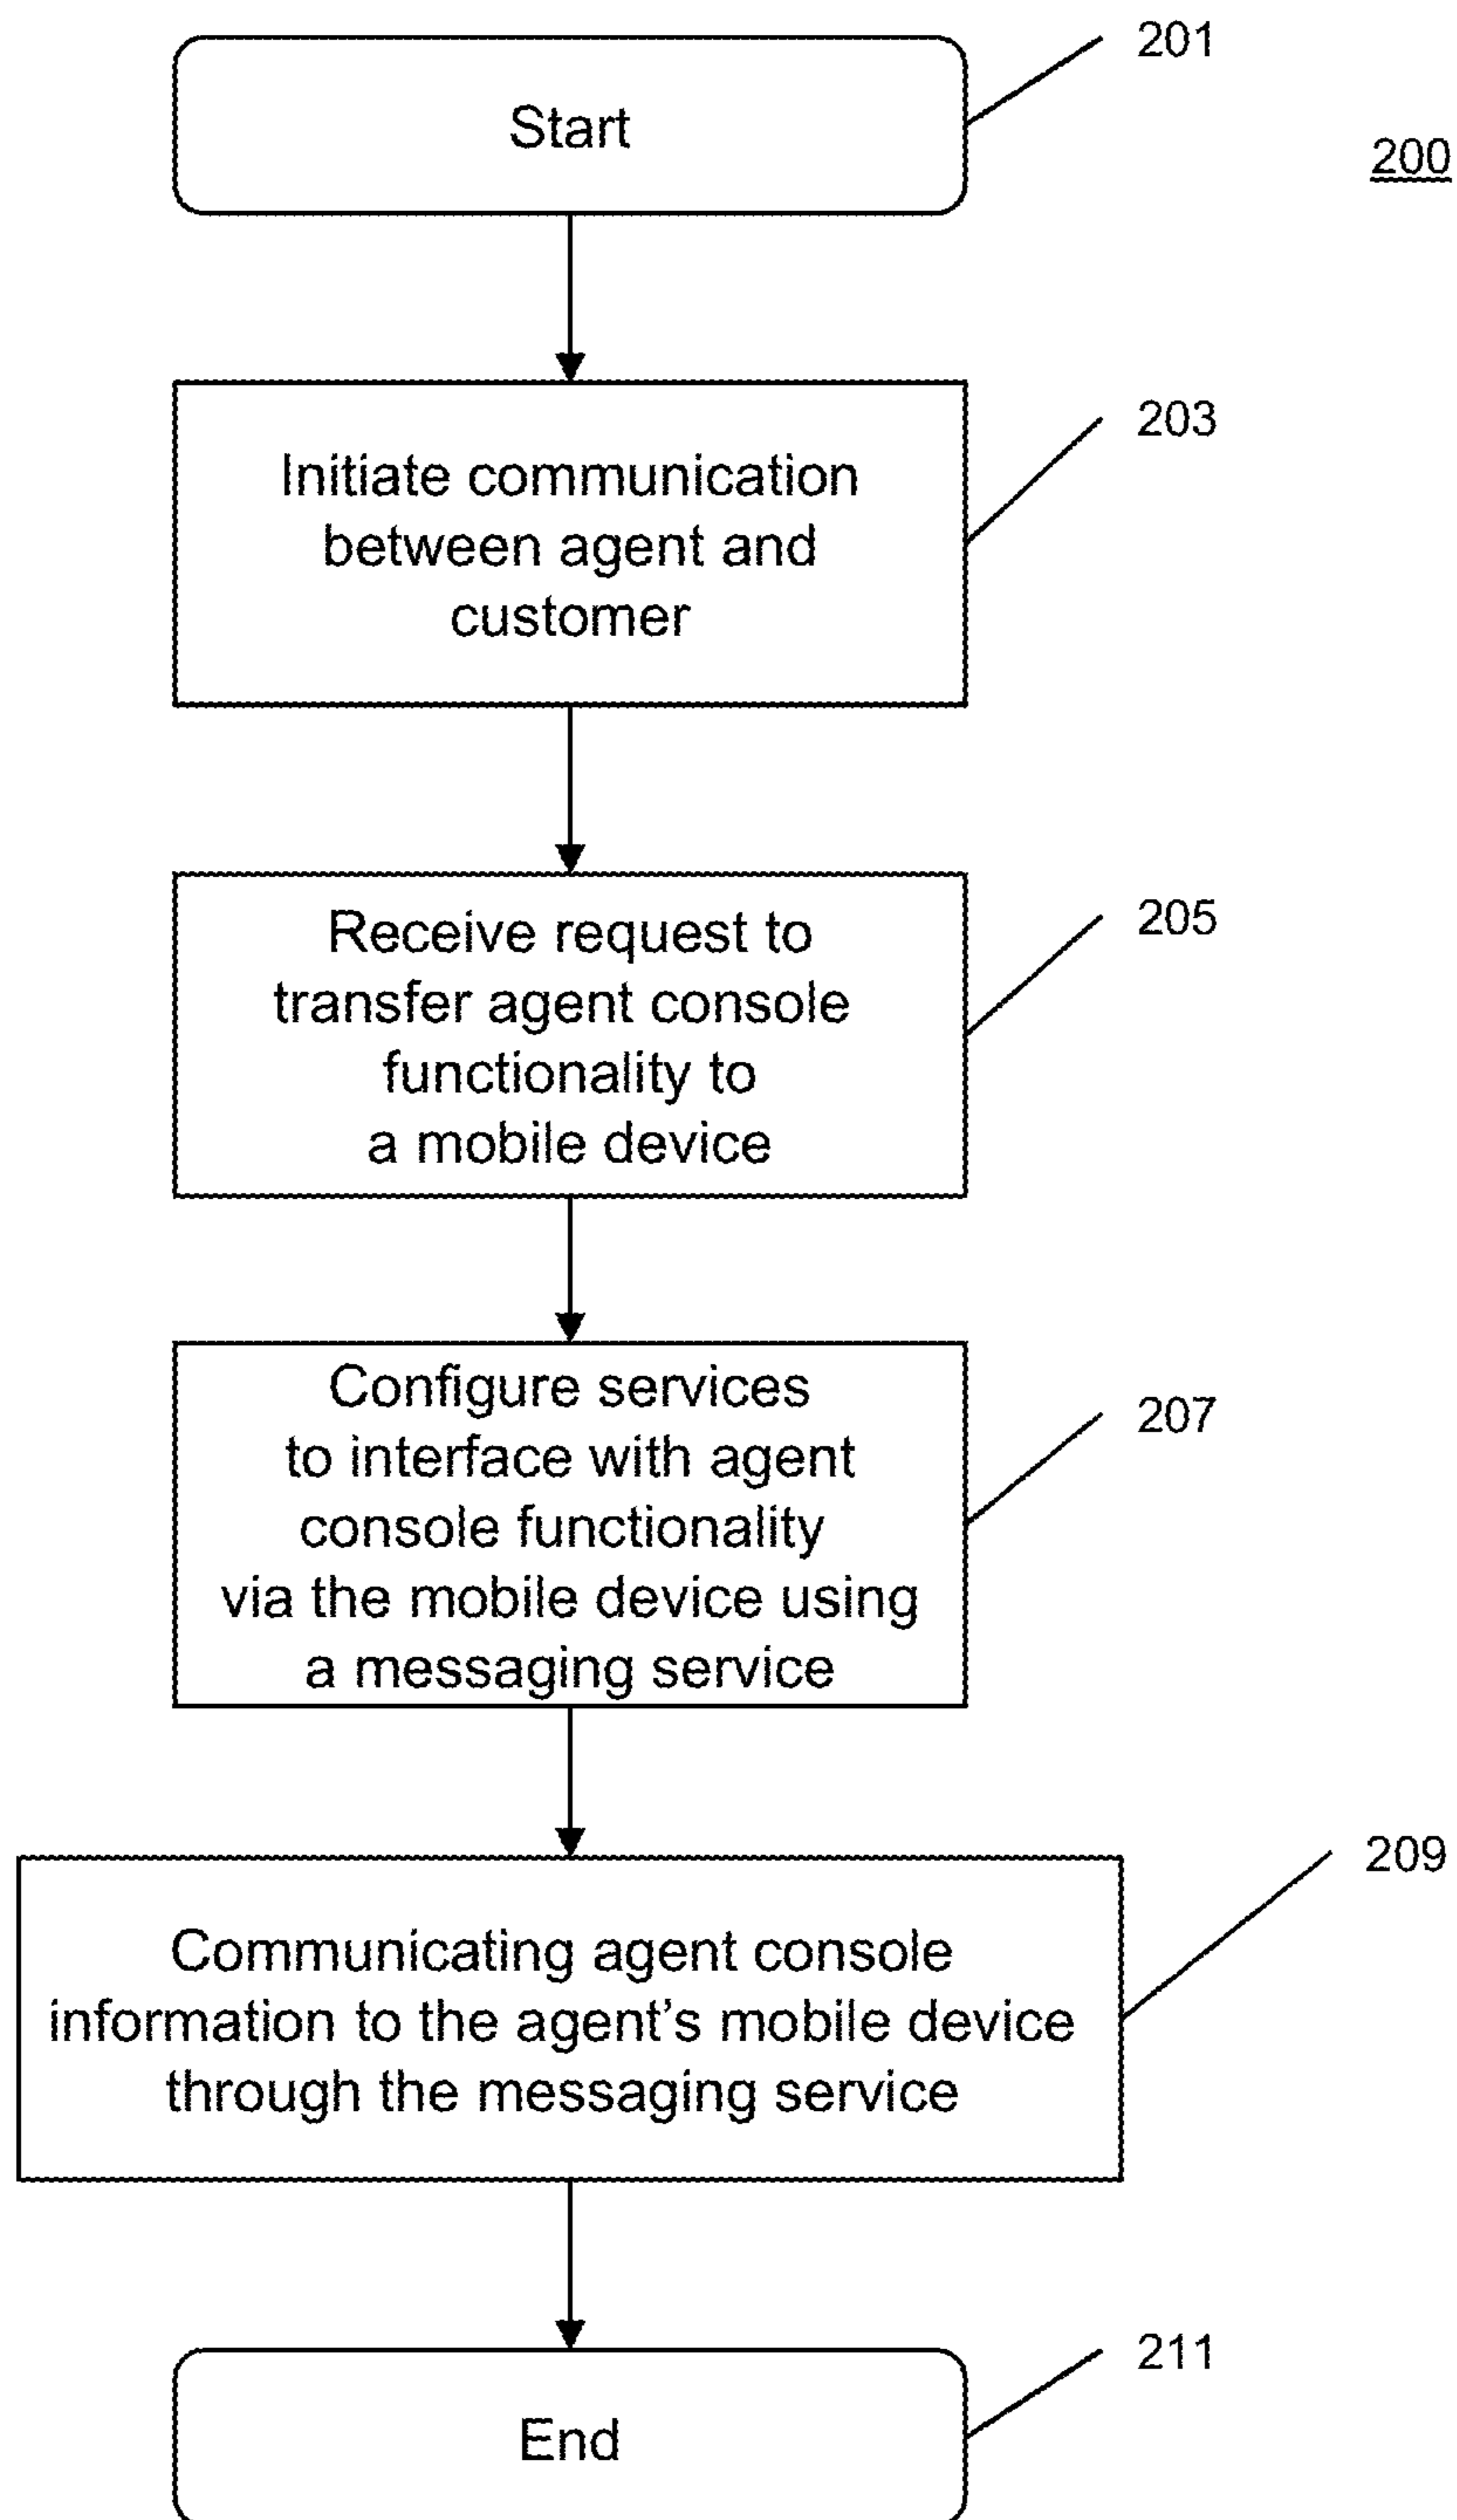 201
Start
200
203
Initiate communication
between agent and
customer
205
Receive request to
transfer agent console
functionality to
a mobile device
207
Configure services
to interface with agent
console functionality
via the mobile device using
a messaging service
209
Communicating agent console
information to the agent’s mobile device
through the messaging service
211
End